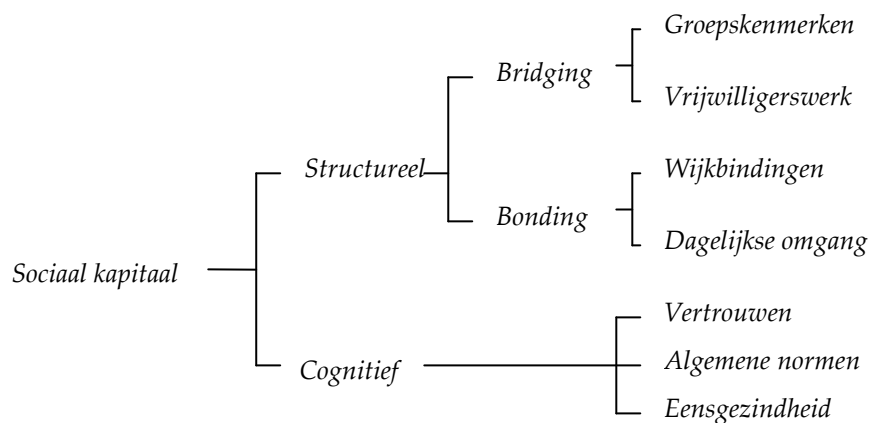 Groepskenmerken
Bridging
Vrijwilligerswerk
Structureel
Wijkbindingen
Bonding
Dagelijkse omgang
Sociaal kapitaal
Vertrouwen
Cognitief
Algemene normen
Eensgezindheid